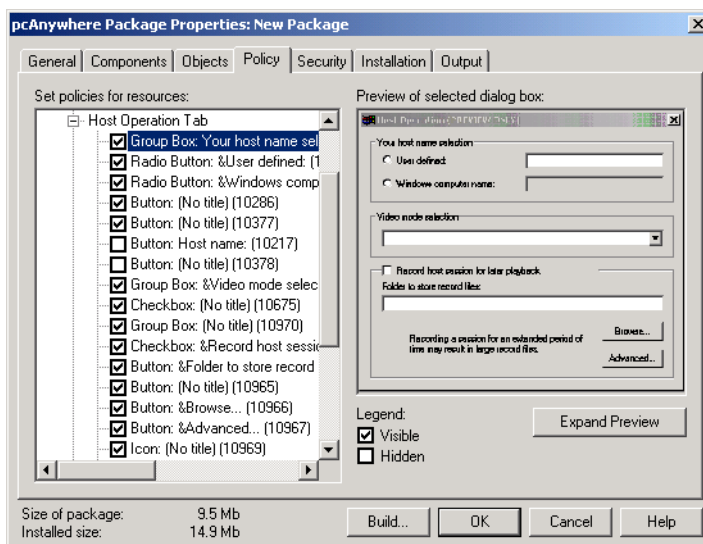 pcAnywhere Package Properties: New Package
General
Components
Objects
Policy
Security
Installation
Output
Set policies for resources:
Host Operation Tab
Group Box: Your host name sel
Radio Button: &User defined: (1
Radio Button: &Windows comp
Button: (No title) (10286)
Button: (No title) (10377)
Button: Host name: (10217)
Button: (No title) (10378)
Group Box: &Video mode selec
Checkbox: (No title) (10675)
Group Box: (No title) (10970)
Checkbox: &Record host sessio
Button: &Folder to store record
Button: (No title) (10965)
Button: &Browse... (10966)
Button: &Advanced... (10967)
Icon: (No title) (10969)
Preview of selected dialog box:
Host Operation (PREVIEW ONLY)
Your host name selection
User defined:
Windows computer name:
Video mode selection
Record host session for later playback
Folder to store record files:
Recording a session for an extended period of
time may result in large record files.
Browse...
Advanced...
Legend:
Visible
Hidden
Expand Preview
Size of package: 9.5 Mb
Installed size: 14.9 Mb
Build...
OK
Cancel
Help